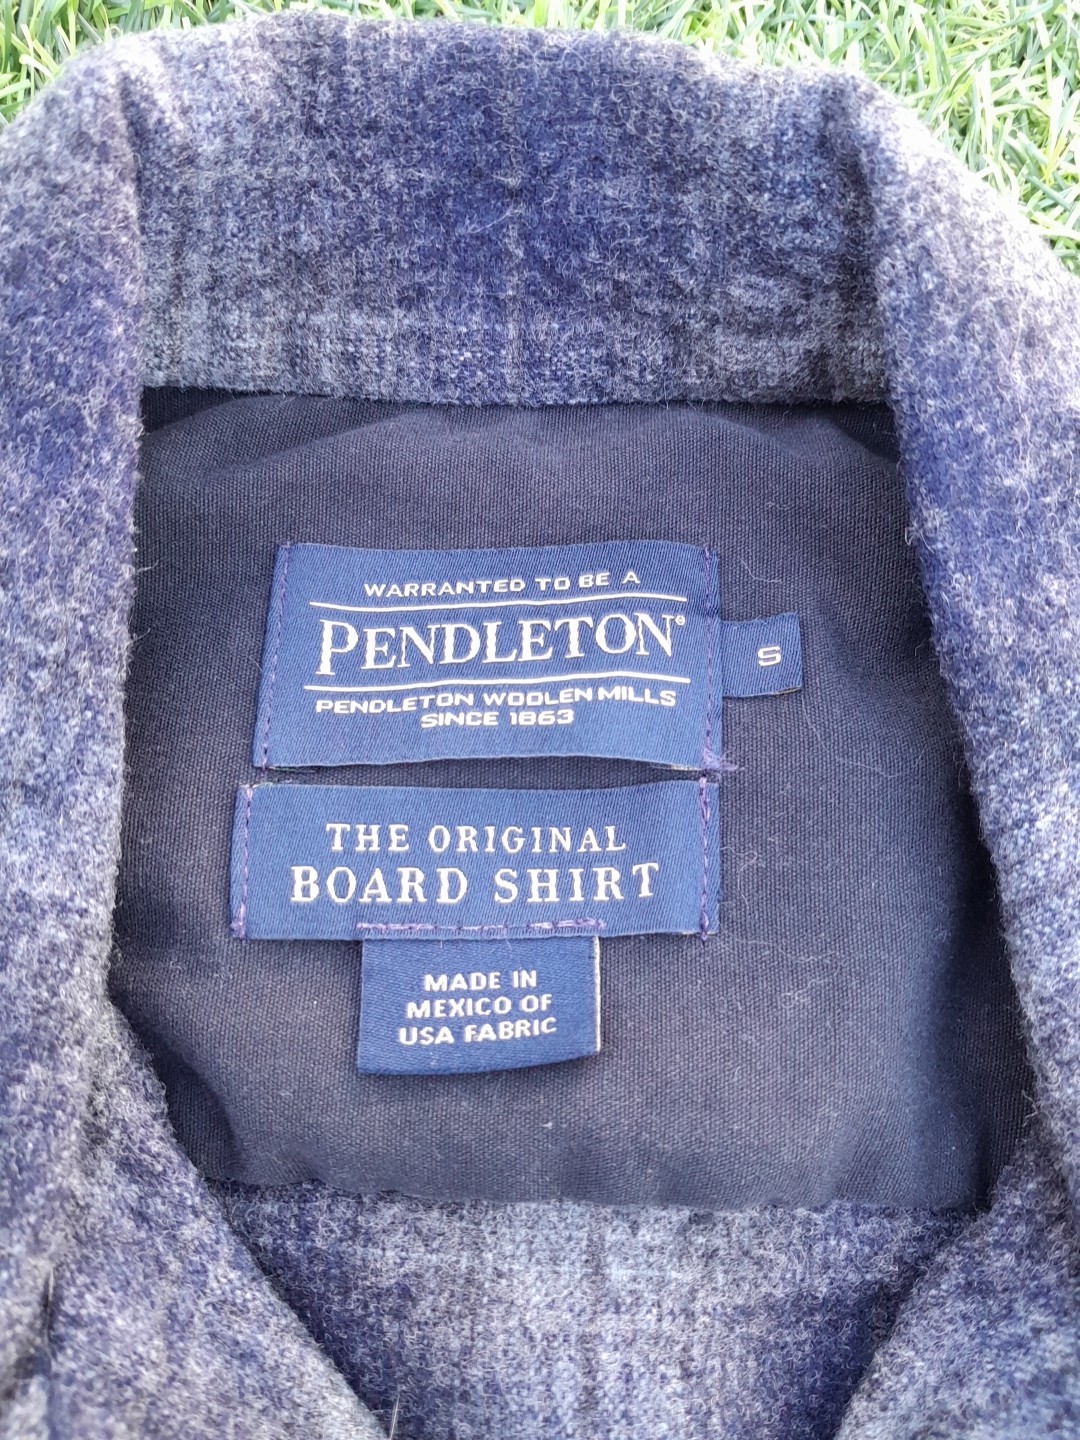 WARRANTED TO BE A
PENDLETON®
PENDLETON WOOLEN MILLS
SINCE 1863
S
THE ORIGINAL
BOARD SHIRT
MADE IN
MEXICO OF
USA FABRIC